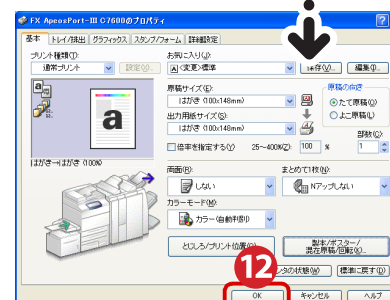 FX ApeosPort-III C7600のプロパティ
基本 トレイ/排出 グラフィックス スタンプ/フォーム 詳細設定
プリント種類(T):
通常プリント 設定(Q)...
お気に入り(J):
<変更>標準 保存(V)... 編集(I)...
原稿サイズ(E):
はがき (100x148mm)
出力用紙サイズ(S):
はがき (100x148mm)
原稿の向き
たて原稿(Q)
よこ原稿(L)
倍率を指定する(Y) 25~400%(Z): 100 %
部数(C):
1
はがき→はがき (100%)
両面(R):
しない
まとめて1枚(N):
Nアップしない
カラーモード(M):
カラー(自動判別)
とじしろ/プリント位置(G)...
製本/ポスター/
混在原稿/回転(X)...
タの状態(W) 標準に戻す(D)
12
OK キャンセル ヘルプ